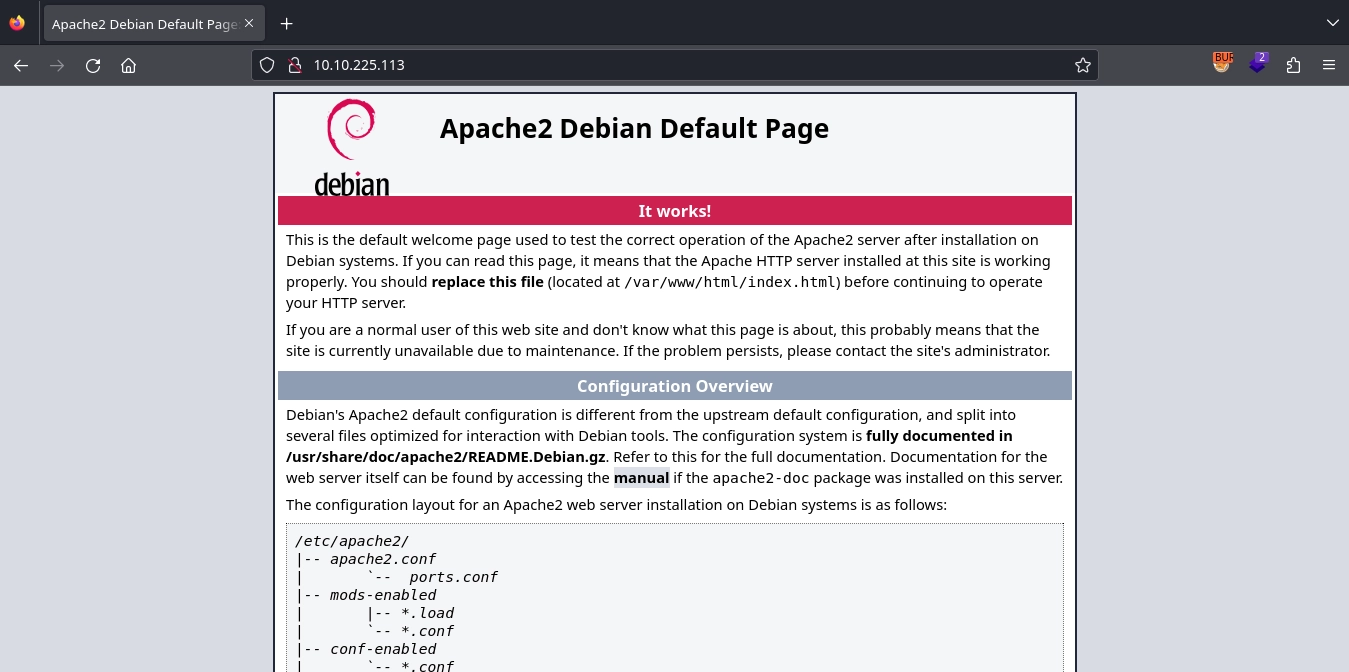 Apache2 Debian Default Page
10.10.225.113
BUR
2
debian
Apache2 Debian Default Page
It works!
This is the default welcome page used to test the correct operation of the Apache2 server after installation on
Debian systems. If you can read this page, it means that the Apache HTTP server installed at this site is working
properly. You should replace this file (located at /var/www/html/index.html) before continuing to operate
your HTTP server.
If you are a normal user of this web site and don't know what this page is about, this probably means that the
site is currently unavailable due to maintenance. If the problem persists, please contact the site's administrator.
Configuration Overview
Debian's Apache2 default configuration is different from the upstream default configuration, and split into
several files optimized for interaction with Debian tools. The configuration system is fully documented in
/usr/share/doc/apache2/README.Debian.gz. Refer to this for the full documentation. Documentation for the
web server itself can be found by accessing the manual if the apache2-doc package was installed on this server.
The configuration layout for an Apache2 web server installation on Debian systems is as follows:
/etc/apache2/
|-- apache2.conf
|       `--  ports.conf
|-- mods-enabled
|       |-- *.load
|       `-- *.conf
|-- conf-enabled
|       `-- *.conf